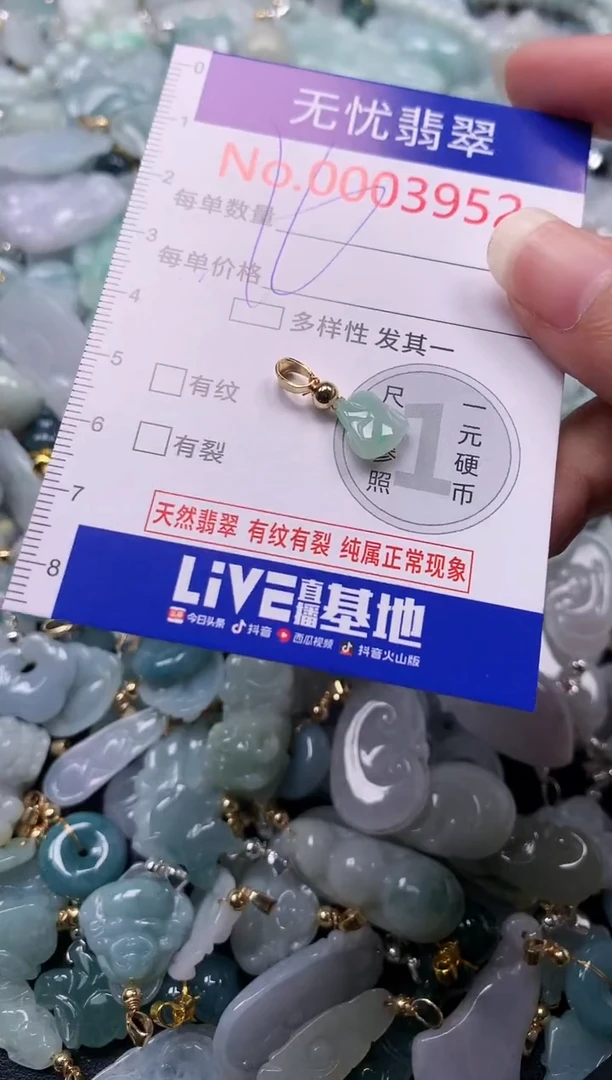 0
无忧翡翠
1
No.0003952
2
每单数量
3
每单价格
4
多样性 发其一
5
有纹
尺
照
一元硬币
1
6
有裂
7
天然翡翠 有纹有裂 纯属正常现象
8
LiVE直播基地
今日头条 抖音 西瓜视频 抖音火山版